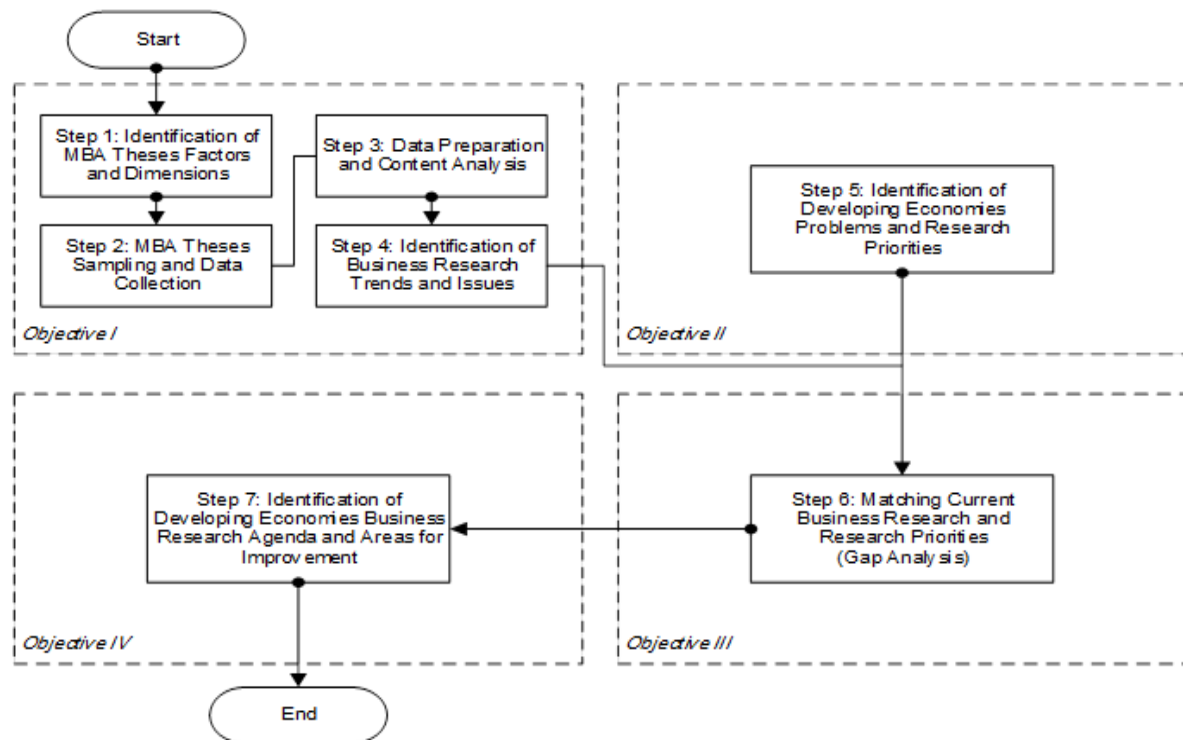 Start
Step 1: Identification of
MBA Theses Factors
and Dimensions
Step 2: MBA Theses
Sampling and Data
Collection
Step 3: Data Preparation
and Content Analysis
Step 4: Identification of
Business Research
Trends and Issues
Objective I
Step 5: Identification of
Developing Economies
Problems and Research
Priorities
Objective II
Step 6: Matching Current
Business Research and
Research Priorities
(Gap Analysis)
Objective III
Step 7: Identification of
Developing Economies Business
Research Agenda and Areas for
Improvement
Objective IV
End